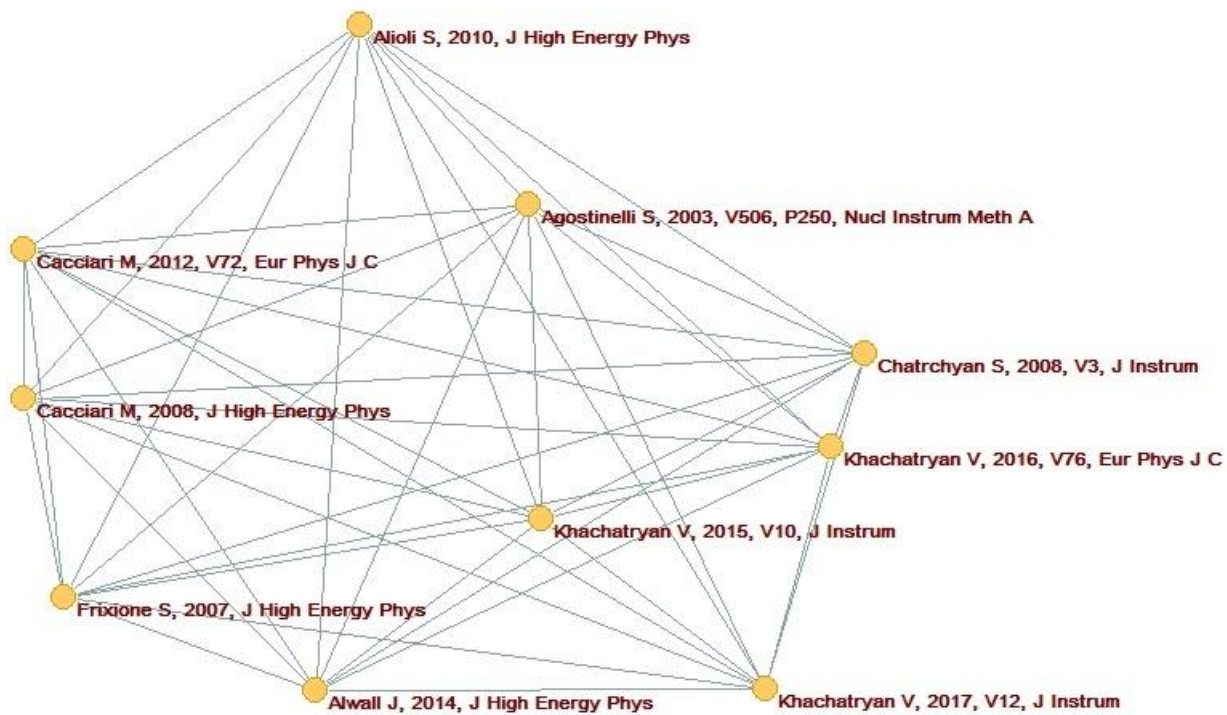 Alioli S, 2010, J High Energy Phys
Agostinelli S, 2003, V506, P250, Nucl Instrum Meth A
Cacciari M, 2012, V72, Eur Phys J C
Chatrchyan S, 2008, V3, J Instrum
Cacciari M, 2008, J High Energy Phys
Khachatryan V, 2016, V76, Eur Phys J C
Khachatryan V, 2015, V10, J Instrum
Frixione S, 2007, J High Energy Phys
Alwall J, 2014, J High Energy Phys
Khachatryan V, 2017, V12, J Instrum